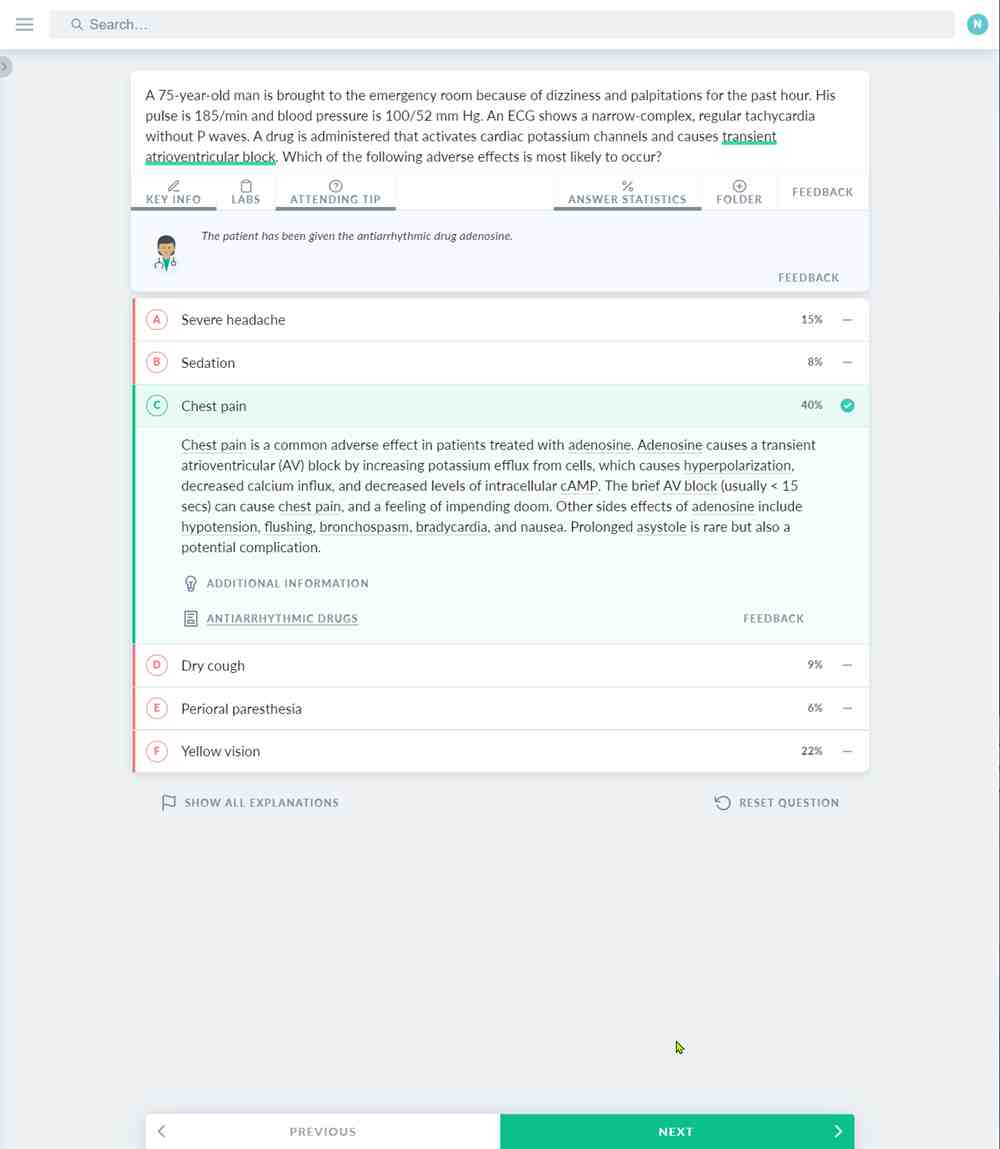 Search...
N
A 75-year-old man is brought to the emergency room because of dizziness and palpitations for the past hour. His
pulse is 185/min and blood pressure is 100/52 mm Hg. An ECG shows a narrow-complex, regular tachycardia
without P waves. A drug is administered that activates cardiac potassium channels and causes transient
atrioventricular block. Which of the following adverse effects is most likely to occur?
KEY INFO LABS ATTENDING TIP ANSWER STATISTICS FOLDER FEEDBACK
The patient has been given the antiarrhythmic drug adenosine.
FEEDBACK
A Severe headache 15%
B Sedation 8%
C Chest pain 40%
Chest pain is a common adverse effect in patients treated with adenosine. Adenosine causes a transient
atrioventricular (AV) block by increasing potassium efflux from cells, which causes hyperpolarization,
decreased calcium influx, and decreased levels of intracellular cAMP. The brief AV block (usually < 15
secs) can cause chest pain, and a feeling of impending doom. Other sides effects of adenosine include
hypotension, flushing, bronchospasm, bradycardia, and nausea. Prolonged asystole is rare but also a
potential complication.
ADDITIONAL INFORMATION
ANTIARRHYTHMIC DRUGS FEEDBACK
D Dry cough 9%
E Perioral paresthesia 6%
F Yellow vision 22%
SHOW ALL EXPLANATIONS RESET QUESTION
PREVIOUS NEXT